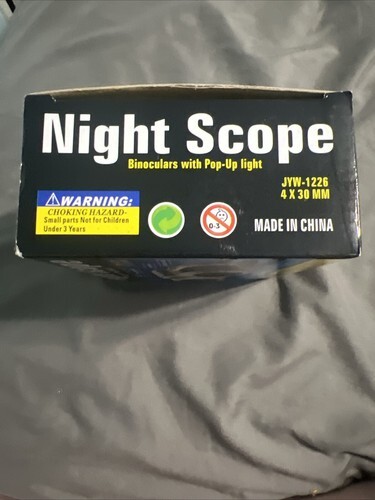 Night Scope
Binoculars with Pop-Up light
JYW-1226
4 X 30 MM
WARNING:
CHOKING HAZARD-
Small parts Not for Children
Under 3 Years
0-3
MADE IN CHINA